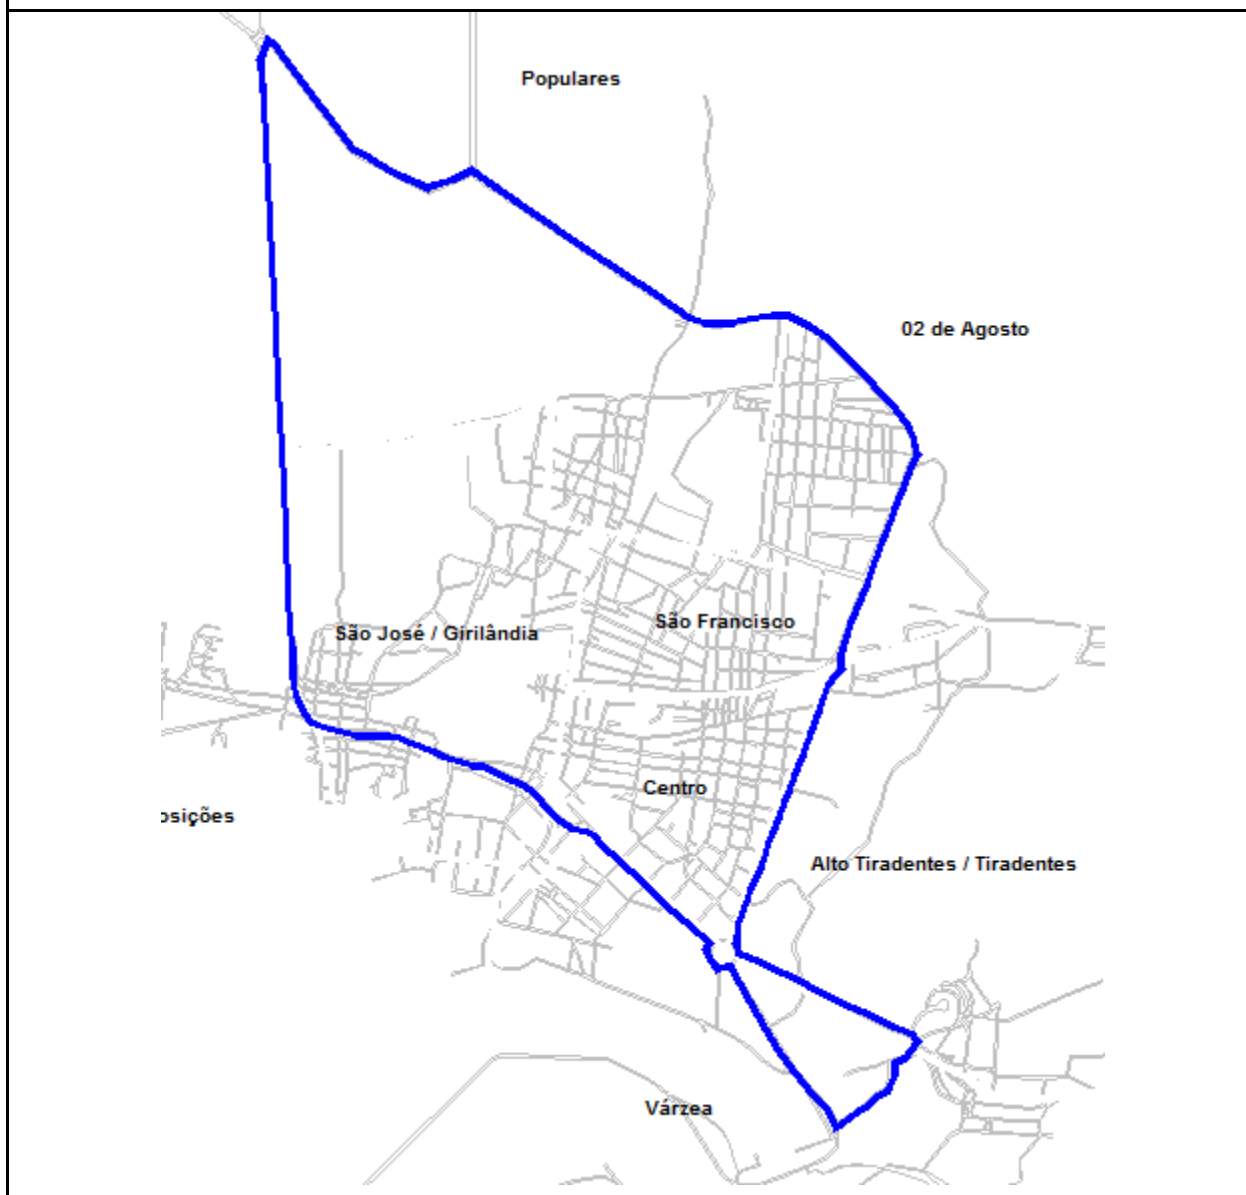 Populares
02 de Agosto
São Francisco
São José / Girilândia
Centro
osições
Alto Tiradentes / Tiradentes
Várzea